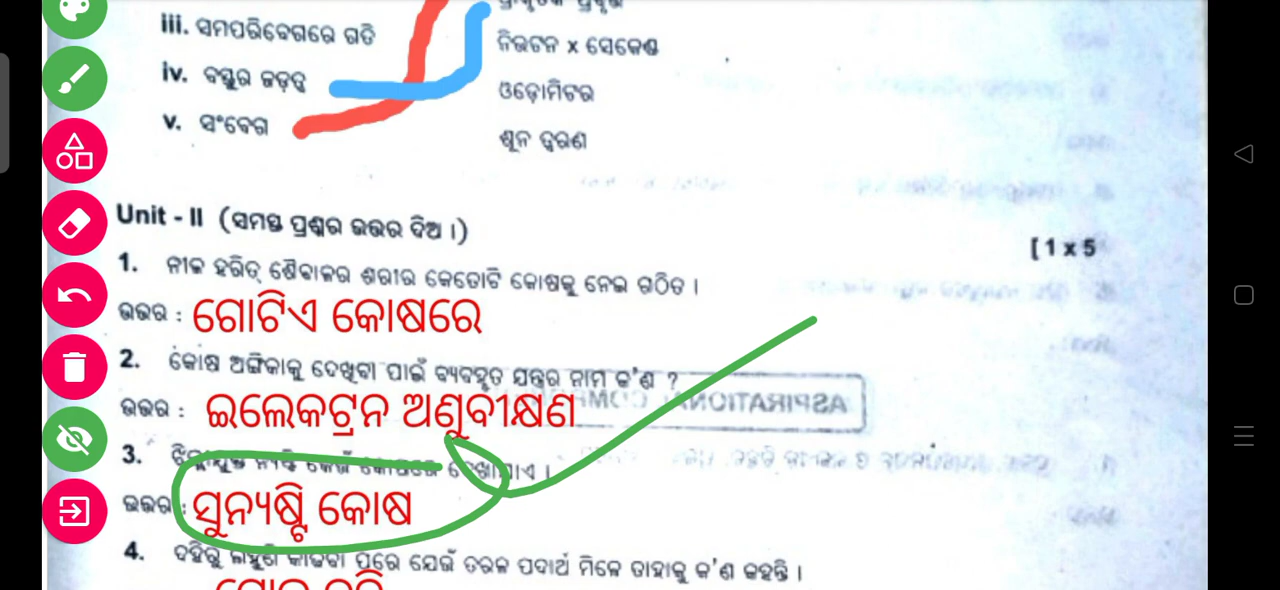 iii. ସମପରିବେଗରେ ଗତି
ନିଉଟନ x ସେକେଣ୍ଡ
iv. ବସ୍ତୁର ଜଡ଼ତ୍ୱ
ଓଡ଼ୋମିଟର
v. ସଂବେଗ
ଶୂନ ତ୍ୱରଣ
Unit - II (ସମସ୍ତ ପ୍ରଶ୍ନର ଉତ୍ତର ଦିଅ ।)
[ 1 x 5
1. ନୀଳ ହରିତ୍ ଶୈବାଳର ଶରୀର କେତୋଟି କୋଷକୁ ନେଇ ଗଠିତ ।
ଉତ୍ତର : ଗୋଟିଏ କୋଷରେ
2. କୋଷ ଅଙ୍ଗିକାକୁ ଦେଖିବା ପାଇଁ ବ୍ୟବହୃତ ଯନ୍ତ୍ରର ନାମ କ'ଣ ?
ଉତ୍ତର : ଇଲେକଟ୍ରନ ଅଣୁବୀକ୍ଷଣ
3. ଝିଲ୍ଲୀଯୁକ୍ତ ନ୍ୟଷ୍ଟି କେଉଁ କୋଷରେ ଦେଖାଯାଏ ।
ଉତ୍ତର : ସୁନ୍ୟଷ୍ଟି କୋଷ
4. ଦହିରୁ ଲହୁଣି କାଢିବା ପରେ ଯେଉଁ ତରଳ ପଦାର୍ଥ ମିଳେ ତାହାକୁ କ'ଣ କହନ୍ତି ।